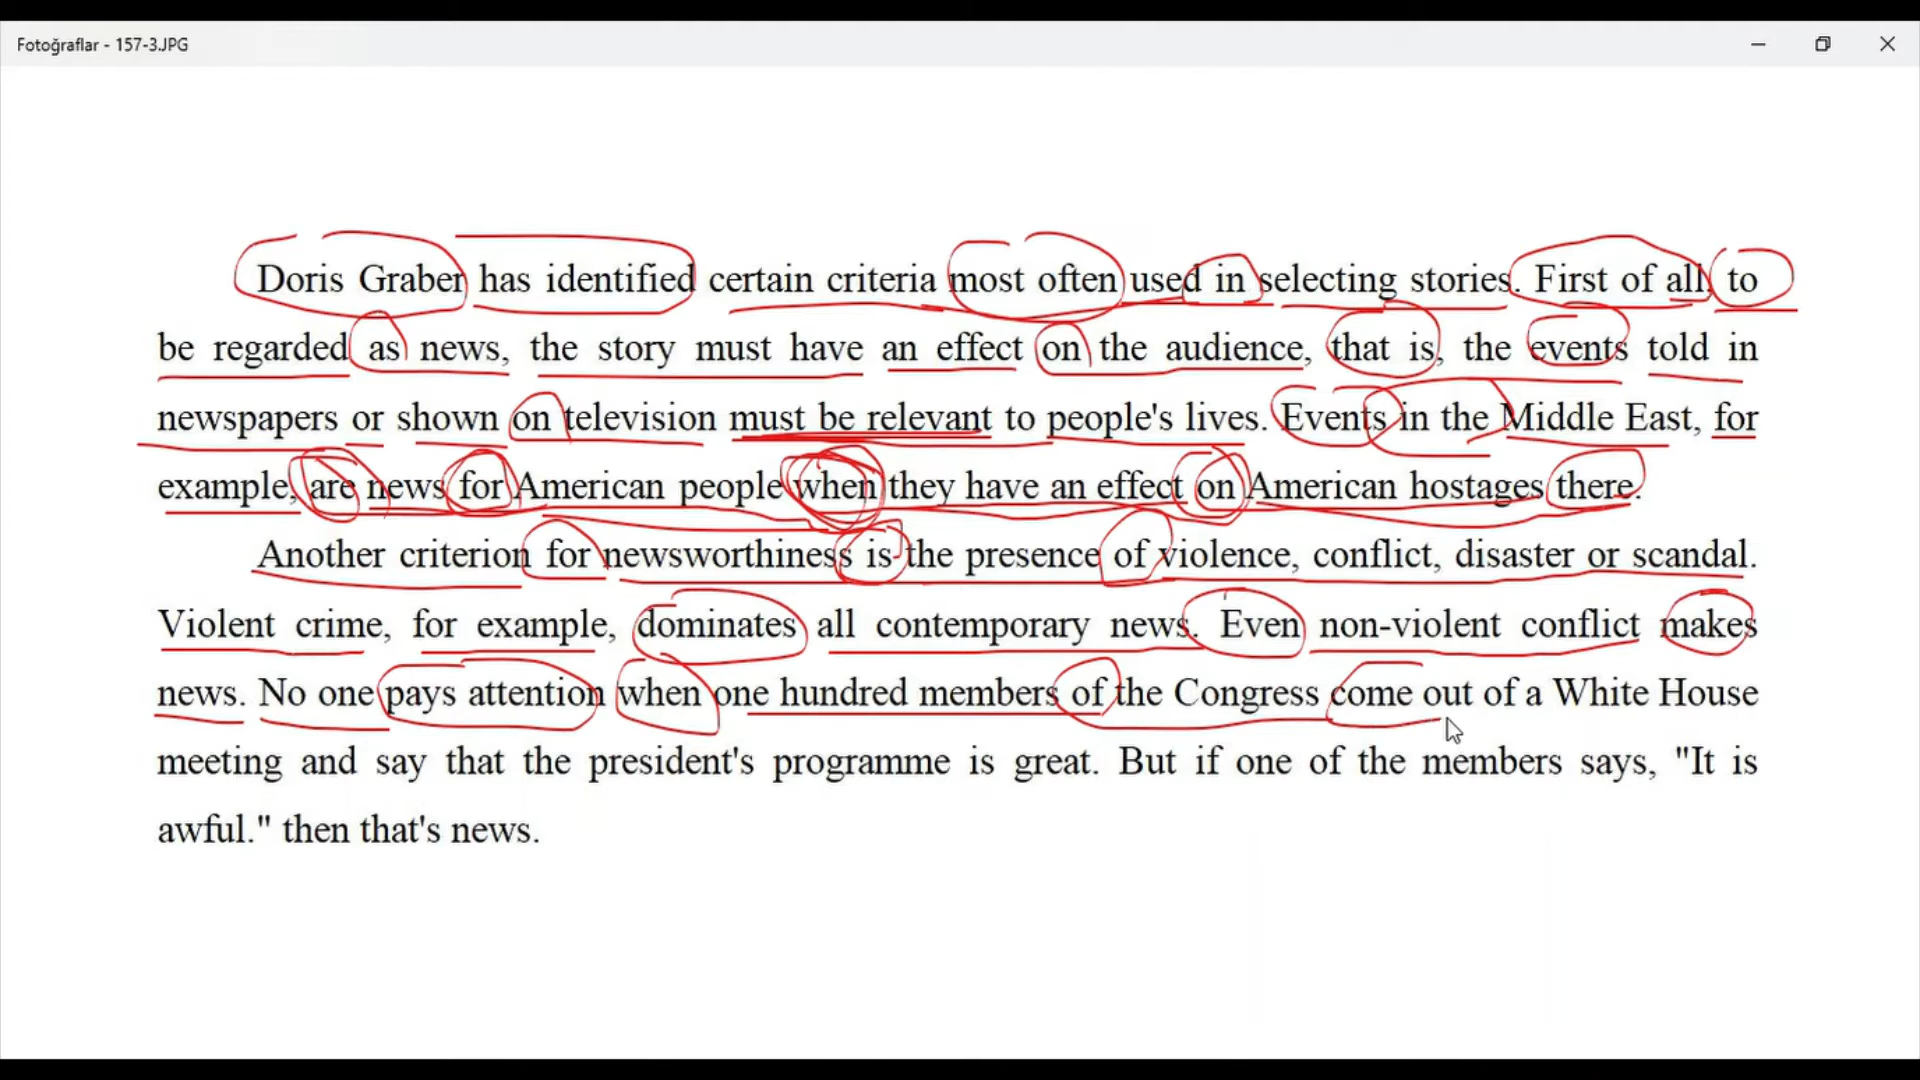 Fotoğraflar - 157-3.JPG
Doris Graber has identified certain criteria most often used in selecting stories. First of all, to
be regarded as news, the story must have an effect on the audience, that is, the events told in
newspapers or shown on television must be relevant to people's lives. Events in the Middle East, for
example, are news for American people when they have an effect on American hostages there.
Another criterion for newsworthiness is the presence of violence, conflict, disaster or scandal.
Violent crime, for example, dominates all contemporary news. Even non-violent conflict makes
news. No one pays attention when one hundred members of the Congress come out of a White House
meeting and say that the president's programme is great. But if one of the members says, "It is
awful." then that's news.